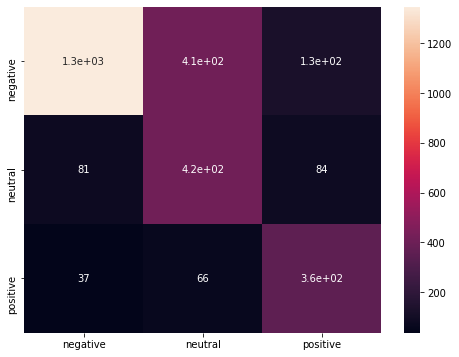 negative
1.3e+03 4.1e+02 1.3e+02
neutral
81 4.2e+02 84
positive
37 66 3.6e+02
negative neutral positive
1200
1000
800
600
400
200